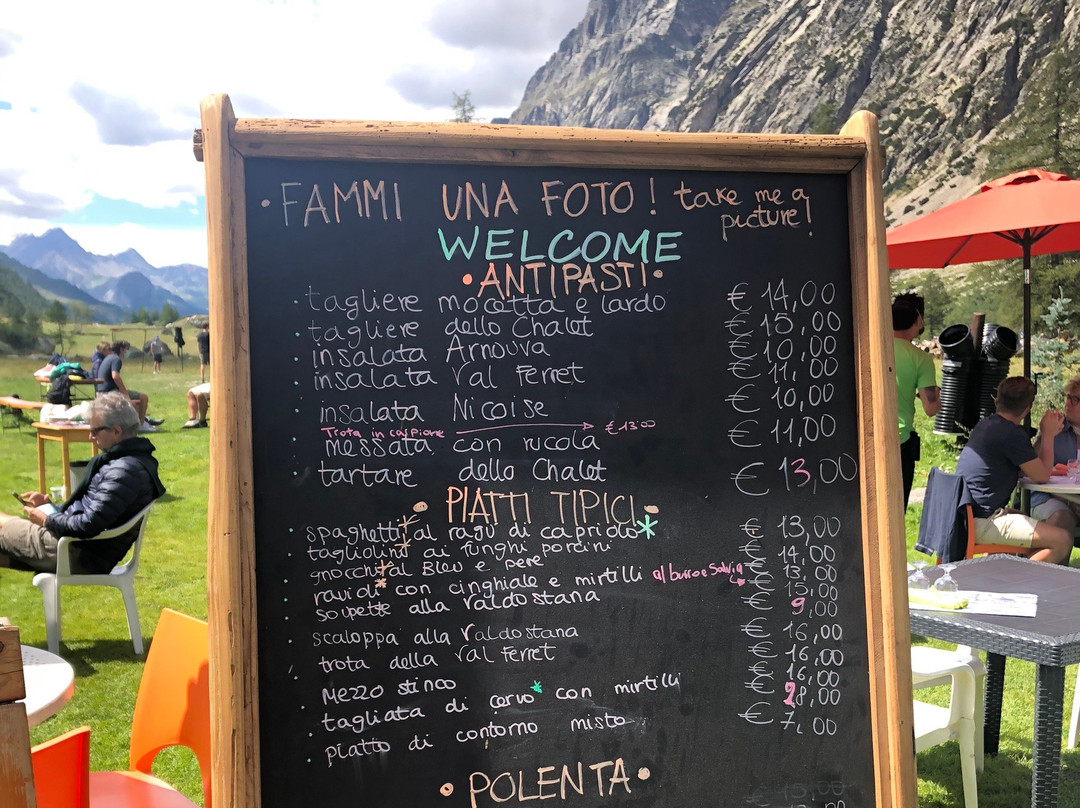 • FAMMI UNA FOTO! take me a picture!
WELCOME
• ANTIPASTI •
• tagliere mocetta e lardo € 14,00
• tagliere dello Chalet € 15,00
• insalata Arnouva € 10,00
• insalata Val Ferret € 11,00
• insalata Nicoise € 10,00
Trota in carpione € 13:00
• messata con rucola € 11,00
• tartare dello Chalet € 13,00
• PIATTI TIPICI •
• spaghetti* al ragù di capriolo* € 13,00
• tagliolini* ai funghi porcini € 14,00
• gnocchi al Bleu e pere € 13,00
• ravioli* con cinghiale e mirtilli al burro e Salvia € 15,00
• soupette alla valdostana € 9,00
• scaloppa alla valdostana € 16,00
• trota della val Ferret € 16,00
• Mezzo stinco € 16,00
• tagliata di cervo* con mirtilli € 18,00
• piatto di contorno misto € 7,00
• POLENTA •